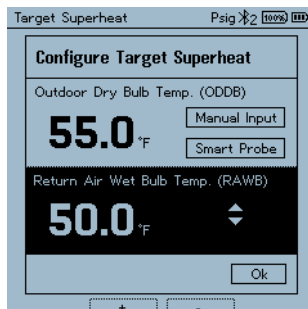 Target Superheat Psig 2 100%
Configure Target Superheat
Outdoor Dry Bulb Temp. (ODDB)
55.0 °F
Manual Input
Smart Probe
Return Air Wet Bulb Temp. (RAWB)
50.0 °F
Ok